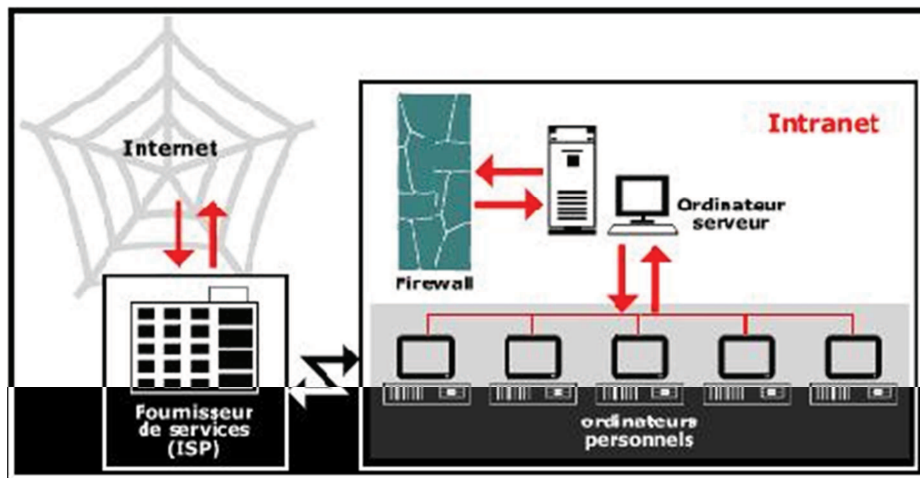 Internet
Intranet
Ordinateur
serveur
Firewall
Fournisseur
de services
(ISP)
ordinateurs
personnels